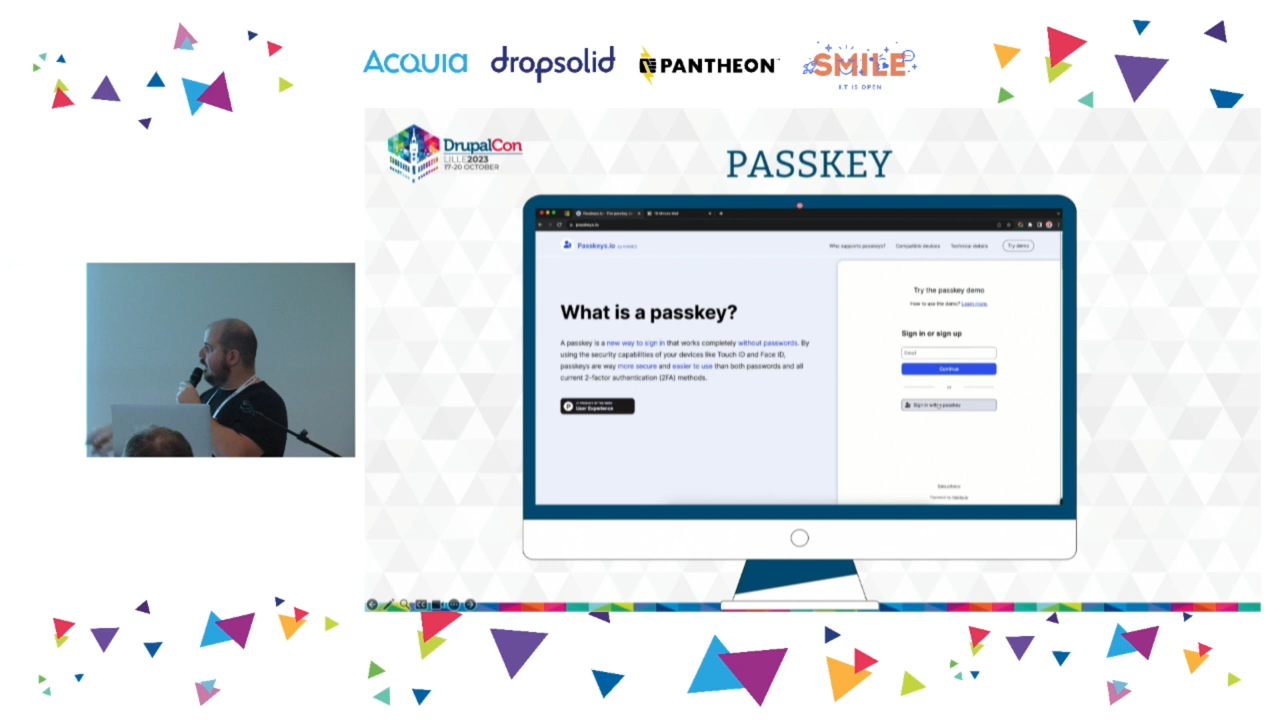 ACQUIA dropsolid PANTHEON SMILE
I.T IS OPEN
DrupalCon
LILLE2023
17-20 OCTOBER
PASSKEY
passkeys.io
Passkeys.io
Who supports passkeys? Compatible devices Technical details Try demo
Try the passkey demo
How to use the demo? Learn more.
What is a passkey?
Sign in or sign up
A passkey is a new way to sign in that works completely without passwords. By
using the security capabilities of your devices like Touch ID and Face ID,
passkeys are way more secure and easier to use than both passwords and all
current 2-factor authentication (2FA) methods.
Email
Continue
or
Sign in with a passkey
User Experience